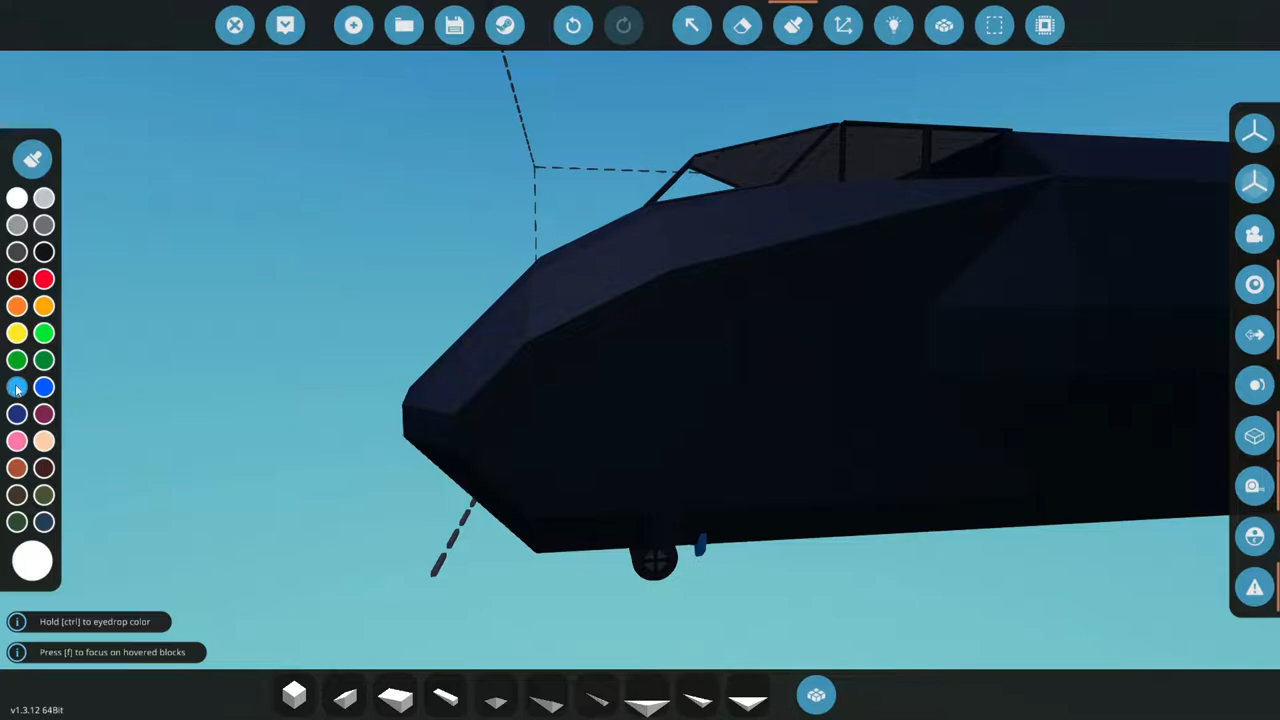 Hold [ctrl] to eyedrop color
Press [f] to focus on hovered blocks
v1.3.12 64Bit